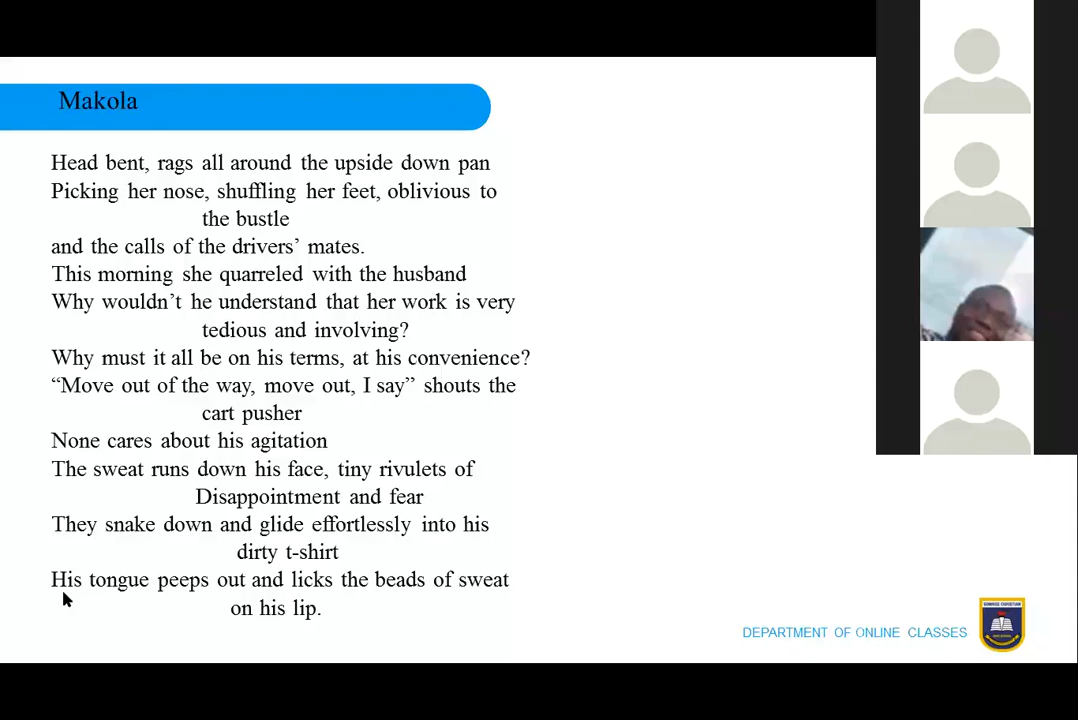 Makola
Head bent, rags all around the upside down pan
Picking her nose, shuffling her feet, oblivious to
the bustle
and the calls of the drivers’ mates.
This morning she quarreled with the husband
Why wouldn’t he understand that her work is very
tedious and involving?
Why must it all be on his terms, at his convenience?
“Move out of the way, move out, I say” shouts the
cart pusher
None cares about his agitation
The sweat runs down his face, tiny rivulets of
Disappointment and fear
They snake down and glide effortlessly into his
dirty t-shirt
His tongue peeps out and licks the beads of sweat
on his lip.
DEPARTMENT OF ONLINE CLASSES